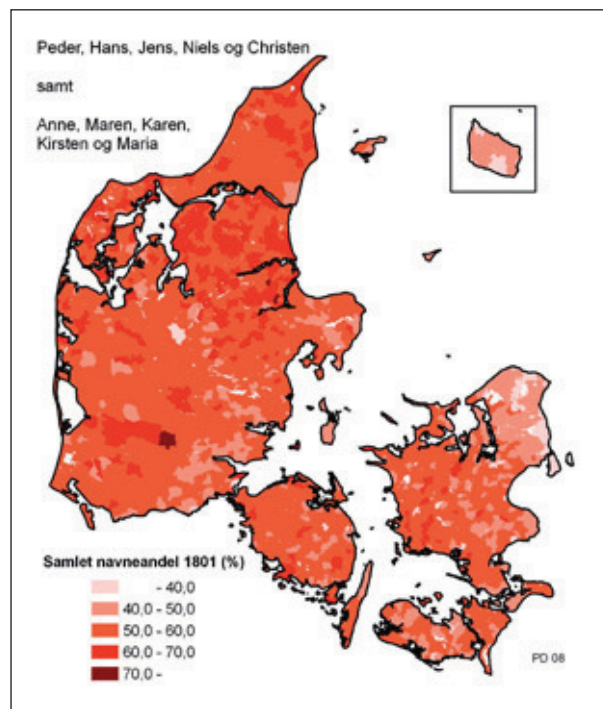 Peder, Hans, Jens, Niels og Christen
samt
Anne, Maren, Karen,
Kirsten og Maria
Samlet navneandel 1801 (%)
- 40,0
40,0 - 50,0
50,0 - 60,0
60,0 - 70,0
70,0 -
PD 08